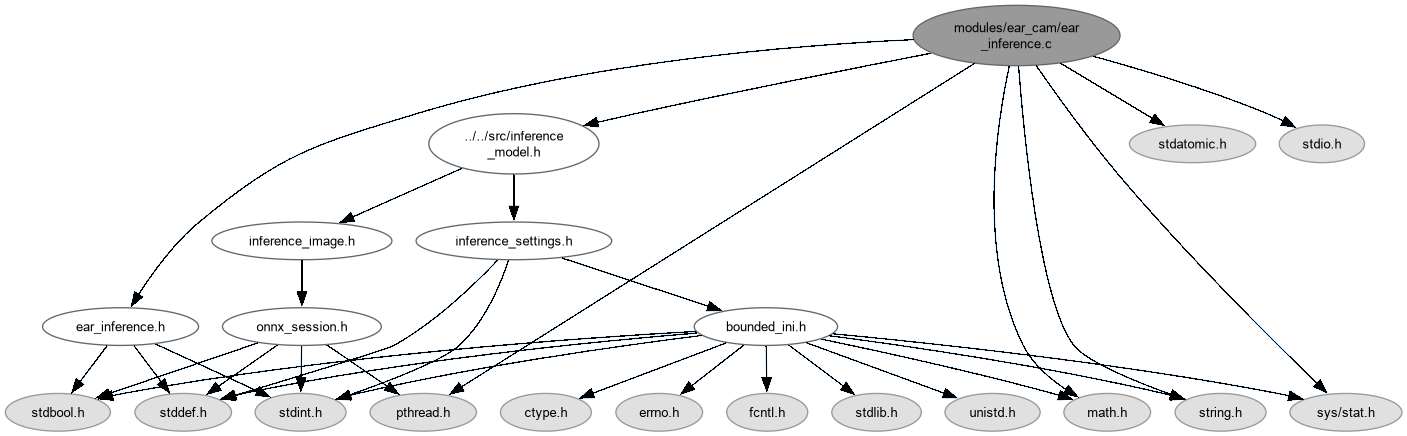 modules/ear_cam/ear
_inference.c
../../src/inference
_model.h
stdatomic.h
stdio.h
inference_image.h
inference_settings.h
ear_inference.h
onnx_session.h
bounded_ini.h
stdbool.h
stddef.h
stdint.h
pthread.h
ctype.h
errno.h
fcntl.h
stdlib.h
unistd.h
math.h
string.h
sys/stat.h